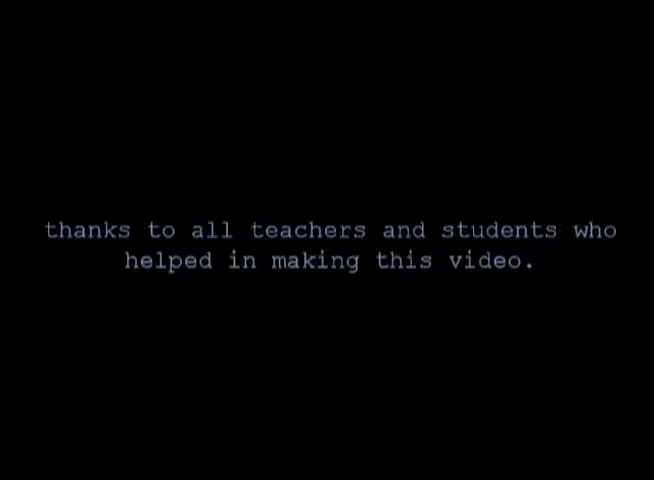 thanks to all teachers and students who
helped in making this video.